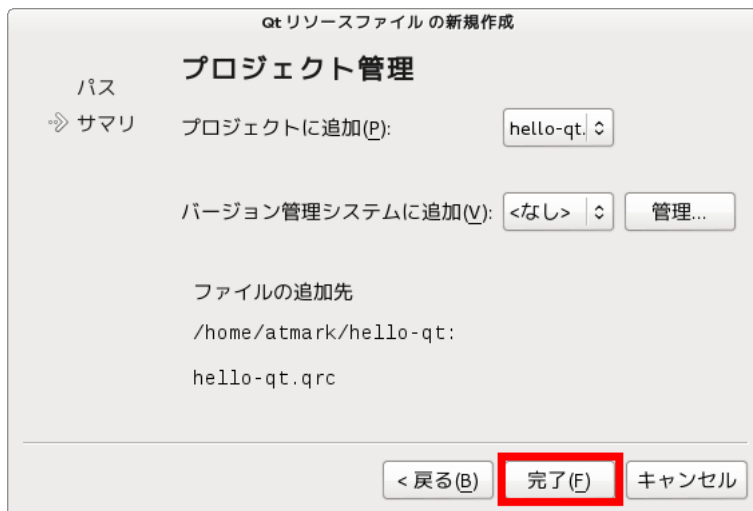 Qt リソースファイル の新規作成
パス
サマリ
プロジェクト管理
プロジェクトに追加(P):
hello-qt.
バージョン管理システムに追加(V):
<なし>
管理...
ファイルの追加先
/home/atmark/hello-qt:
hello-qt.qrc
< 戻る(B)
完了(F)
キャンセル